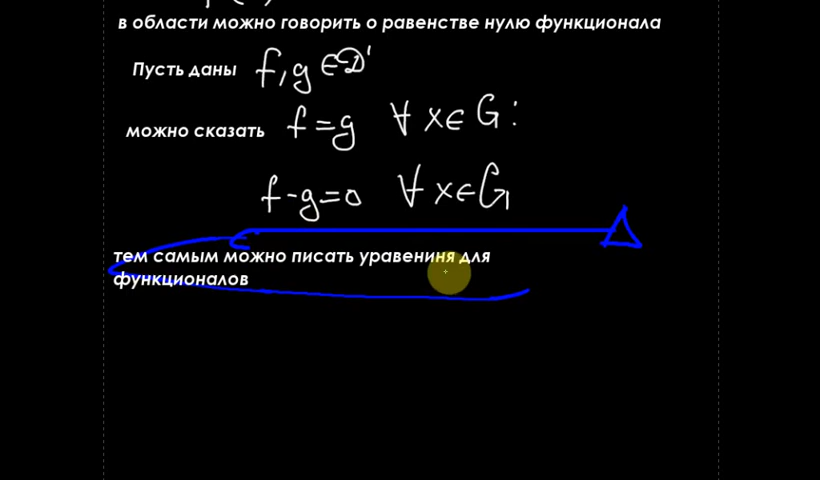 в области можно говорить о равенстве нулю функционала
Пусть даны f, g ∈ D'
можно сказать f = g ∀ x ∈ G :
f - g = 0 ∀ x ∈ G
тем самым можно писать уравениня для
функционалов